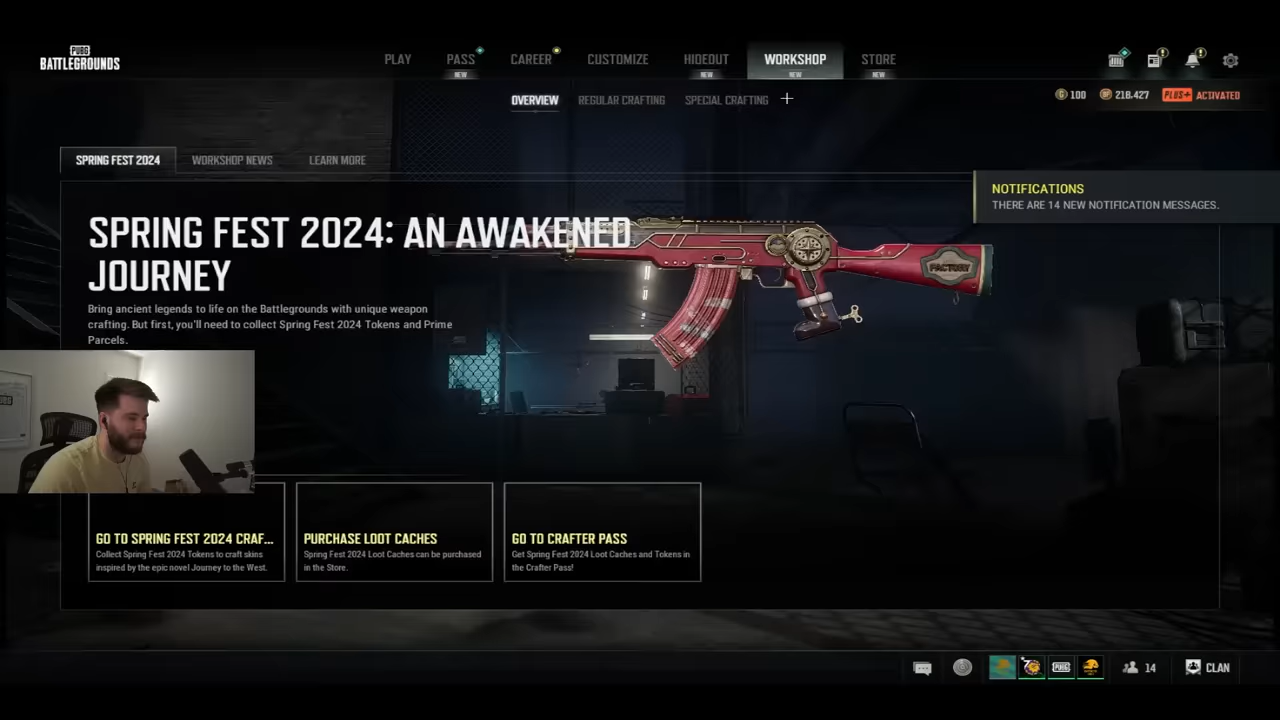 PUBG
BATTLEGROUNDS
PLAY
PASS
NEW
CAREER
CUSTOMIZE
HIDEOUT
NEW
WORKSHOP
NEW
STORE
NEW
OVERVIEW
REGULAR CRAFTING
SPECIAL CRAFTING
G 100
BP 218,427
PLUS+ ACTIVATED
SPRING FEST 2024
WORKSHOP NEWS
LEARN MORE
NOTIFICATIONS
THERE ARE 14 NEW NOTIFICATION MESSAGES.
SPRING FEST 2024: AN AWAKENED
JOURNEY
Bring ancient legends to life on the Battlegrounds with unique weapon
crafting. But first, you'll need to collect Spring Fest 2024 Tokens and Prime
Parcels.
FACTORY
GO TO SPRING FEST 2024 CRAF...
Collect Spring Fest 2024 Tokens to craft skins
inspired by the epic novel Journey to the West.
PURCHASE LOOT CACHES
Spring Fest 2024 Loot Caches can be purchased
in the Store.
GO TO CRAFTER PASS
Get Spring Fest 2024 Loot Caches and Tokens in
the Crafter Pass!
PUBG
14
CLAN